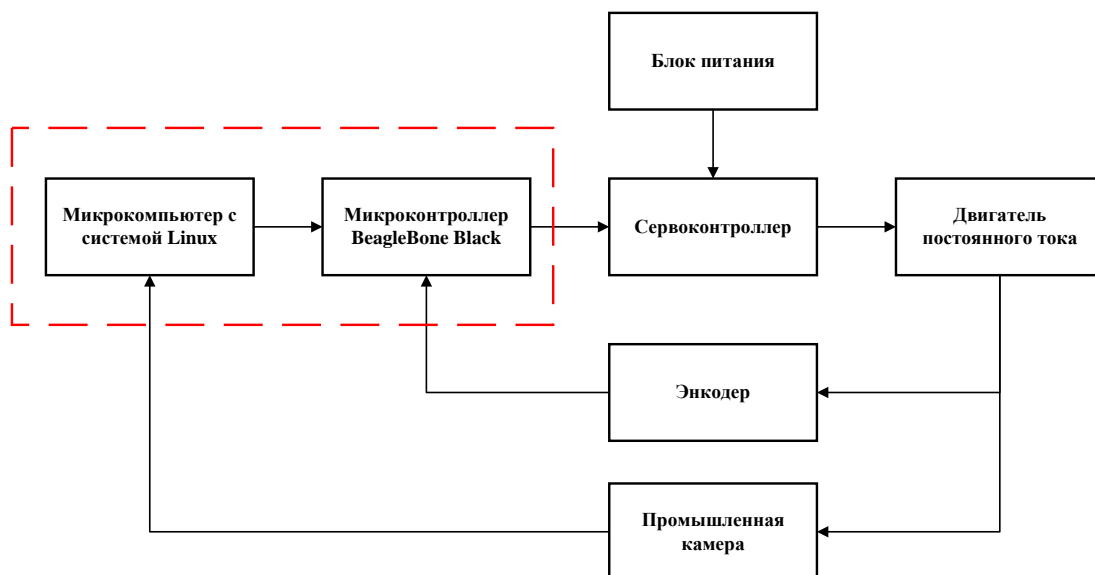 Блок питания
Микрокомпьютер с
системой Linux
Микроконтроллер
BeagleBone Black
Сервоконтроллер
Двигатель
постоянного тока
Энкодер
Промышленная
камера